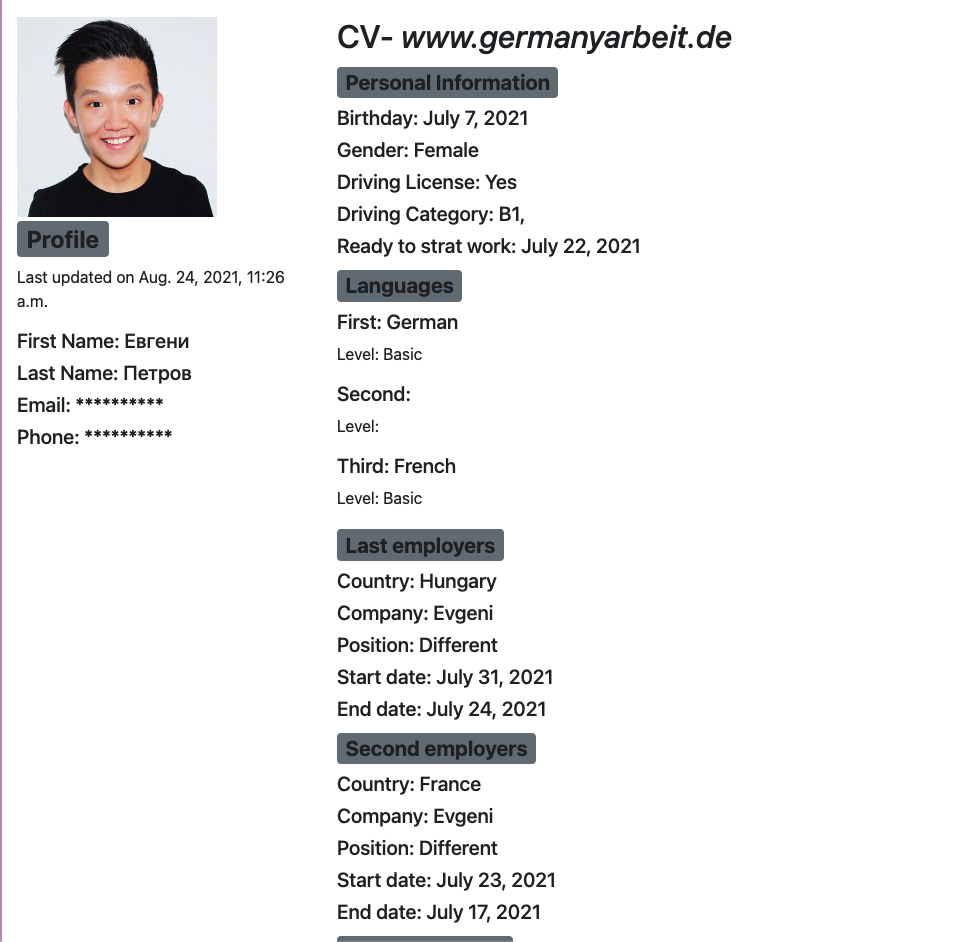 Profile
Last updated on Aug. 24, 2021, 11:26
a.m.
First Name: Евгени
Last Name: Петров
Email: **********
Phone: **********
CV- www.germanyarbeit.de
Personal Information
Birthday: July 7, 2021
Gender: Female
Driving License: Yes
Driving Category: B1,
Ready to strat work: July 22, 2021
Languages
First: German
Level: Basic
Second:
Level:
Third: French
Level: Basic
Last employers
Country: Hungary
Company: Evgeni
Position: Different
Start date: July 31, 2021
End date: July 24, 2021
Second employers
Country: France
Company: Evgeni
Position: Different
Start date: July 23, 2021
End date: July 17, 2021